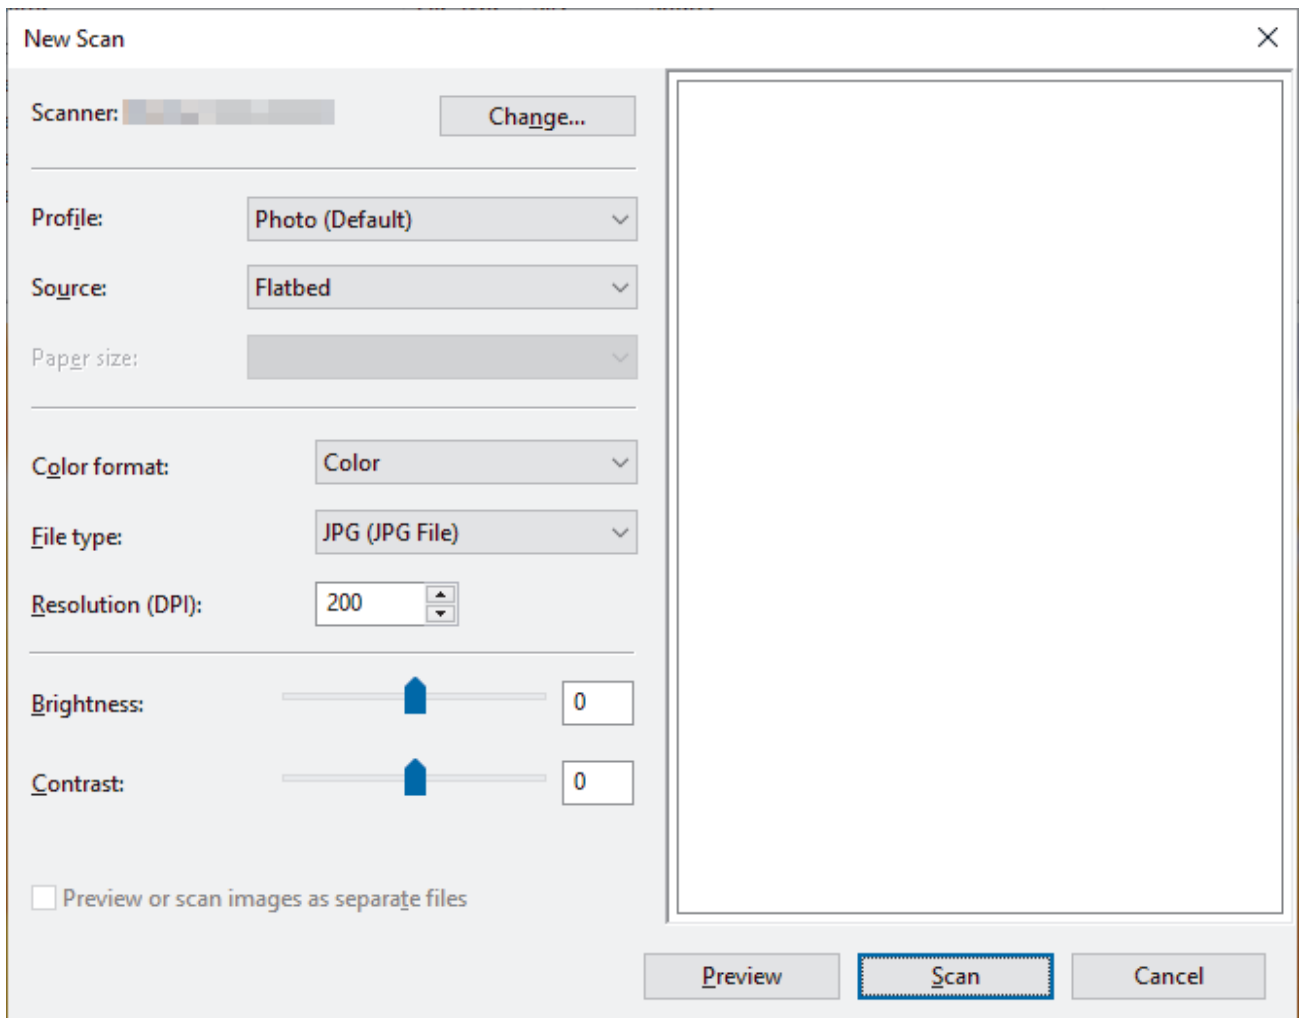 New Scan
Scanner:
Change...
Profile:
Photo (Default)
Source:
Flatbed
Paper size:
Color format:
Color
File type:
JPG (JPG File)
Resolution (DPI):
200
Brightness:
0
Contrast:
0
Preview or scan images as separate files
Preview
Scan
Cancel